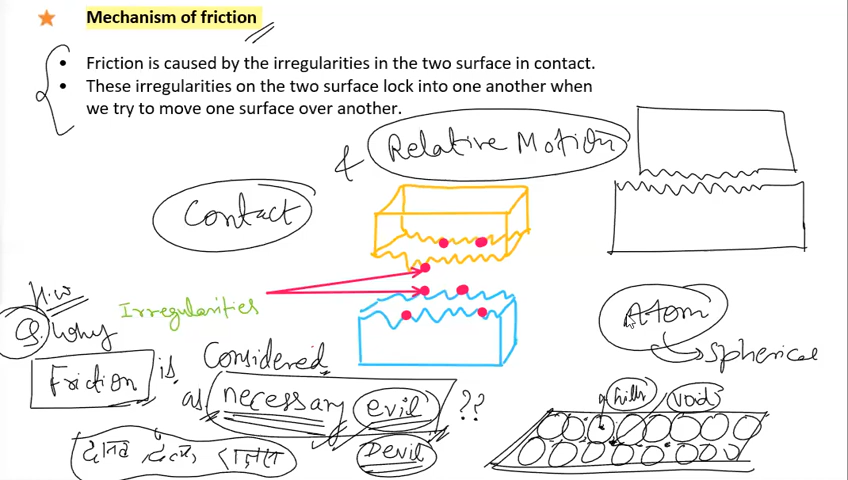 Mechanism of friction
• Friction is caused by the irregularities in the two surface in contact.
• These irregularities on the two surface lock into one another when
we try to move one surface over another.
& Relative Motion
Contact
Irregularities
H.W
Q. Why
Friction is Considered
as necessary evil ??
Devil
Atom
Spherical
hills voids